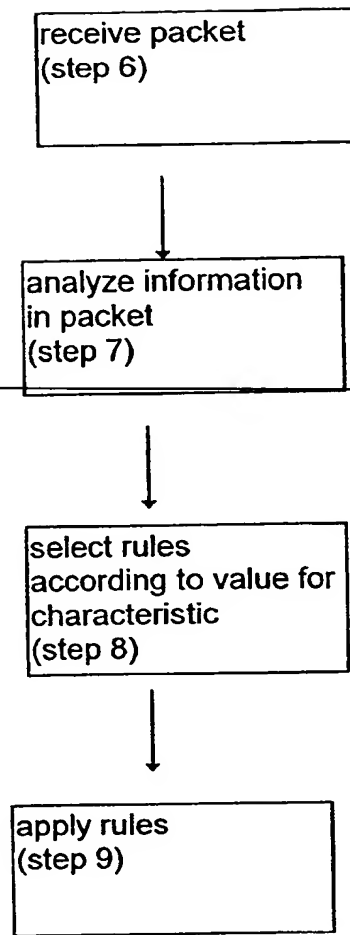 receive packet
(step 6)
analyze information
in packet
(step 7)
select rules
according to value for
characteristic
(step 8)
apply rules
(step 9)